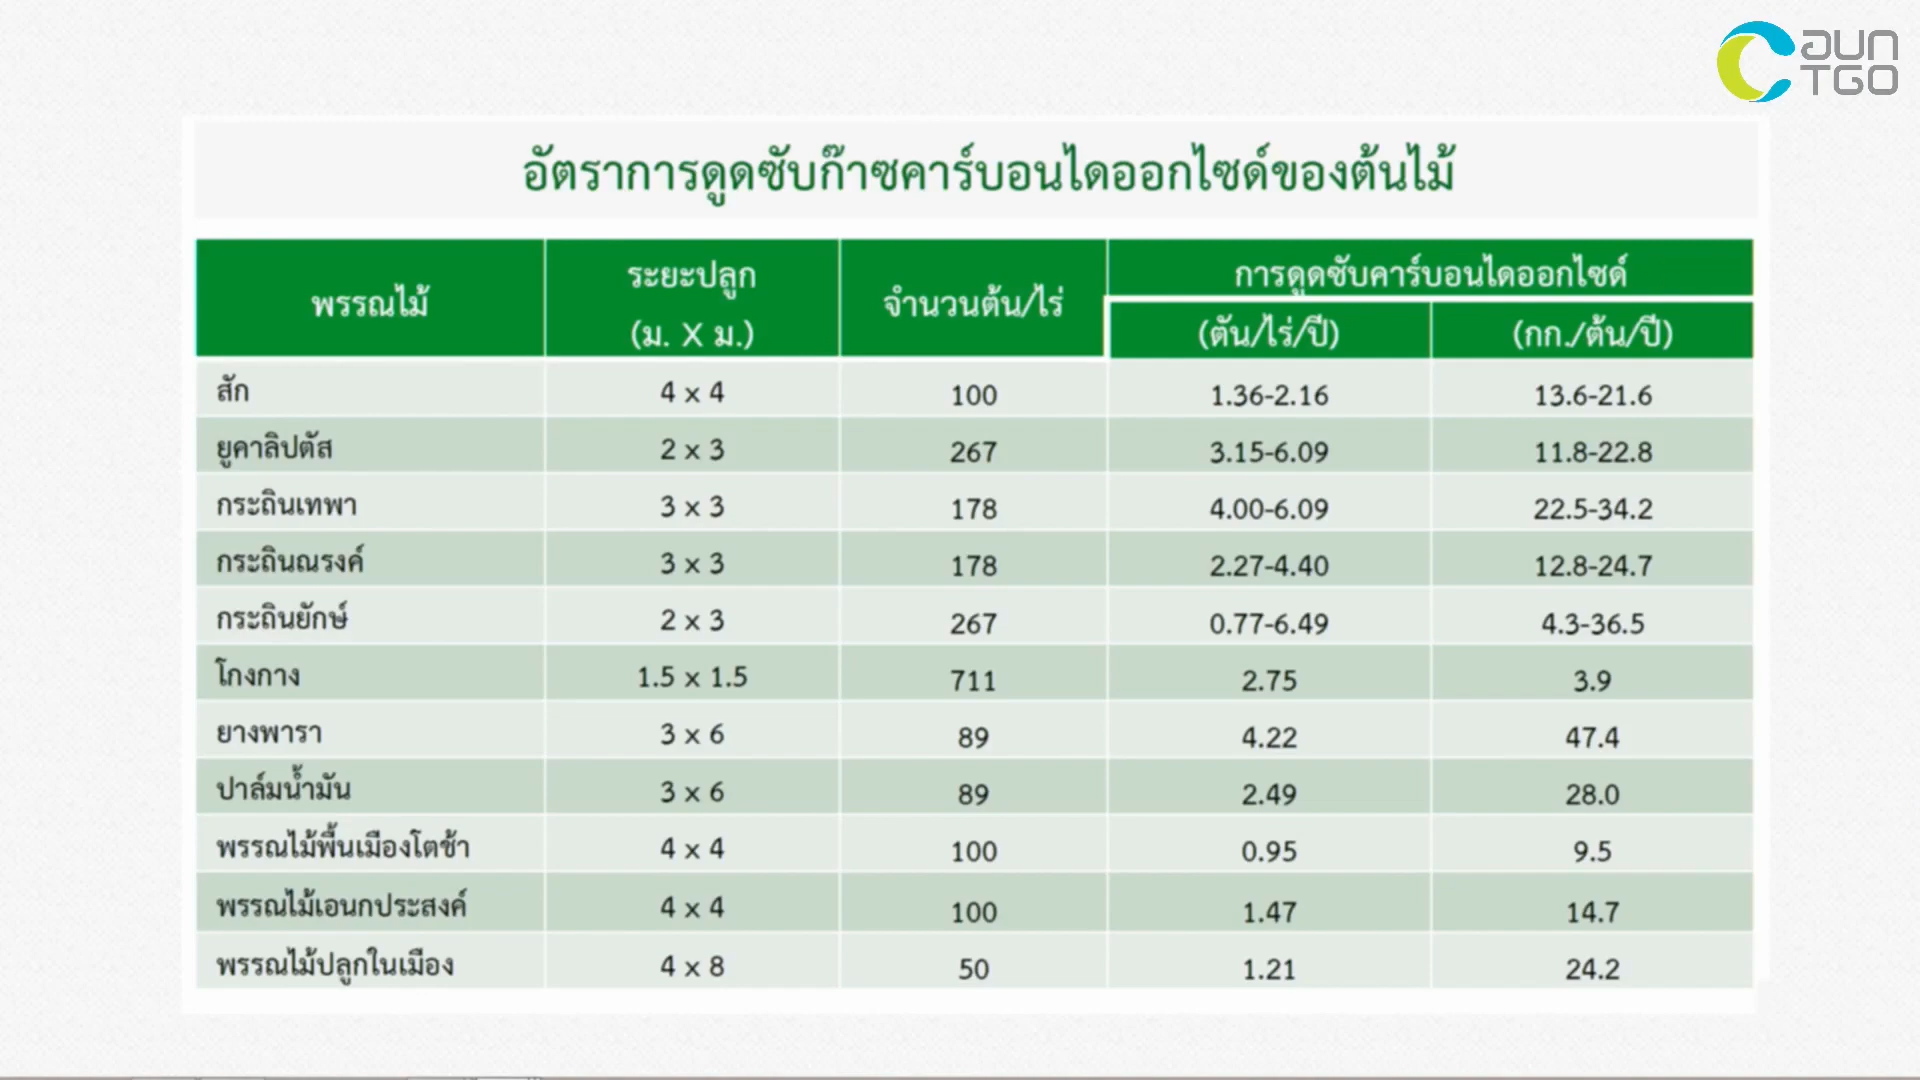 อบก
TGO
อัตราการดูดซับก๊าซคาร์บอนไดออกไซด์ของต้นไม้
พรรณไม้ ระยะปลูก (ม. X ม.) จำนวนต้น/ไร่ การดูดซับคาร์บอนไดออกไซด์
(ตัน/ไร่/ปี) (กก./ต้น/ปี)
สัก 4 x 4 100 1.36-2.16 13.6-21.6
ยูคาลิปตัส 2 x 3 267 3.15-6.09 11.8-22.8
กระถินเทพา 3 x 3 178 4.00-6.09 22.5-34.2
กระถินณรงค์ 3 x 3 178 2.27-4.40 12.8-24.7
กระถินยักษ์ 2 x 3 267 0.77-6.49 4.3-36.5
โกงกาง 1.5 x 1.5 711 2.75 3.9
ยางพารา 3 x 6 89 4.22 47.4
ปาล์มน้ำมัน 3 x 6 89 2.49 28.0
พรรณไม้พื้นเมืองโตช้า 4 x 4 100 0.95 9.5
พรรณไม้เอนกประสงค์ 4 x 4 100 1.47 14.7
พรรณไม้ปลูกในเมือง 4 x 8 50 1.21 24.2